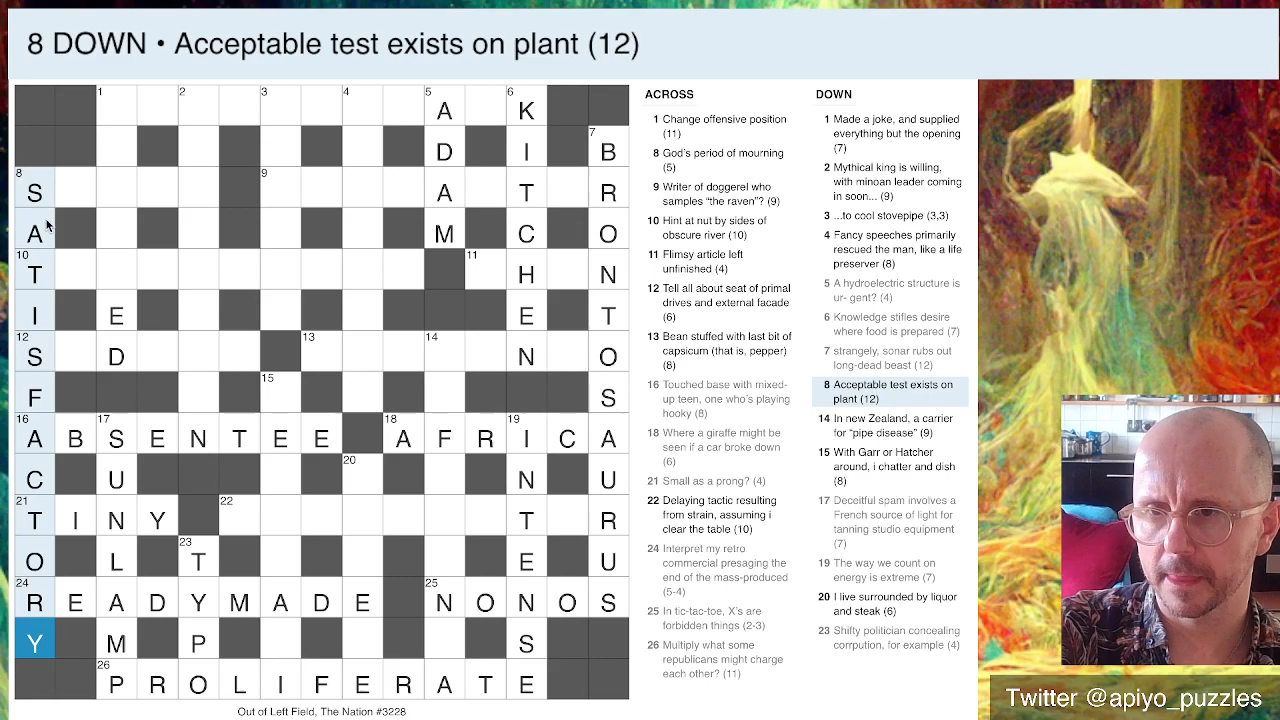 8 DOWN • Acceptable test exists on plant (12)
1 2 3 4 5 A 6 K
D I 7 B
8 S 9 A T R
A M C O
10 T 11 H N
I E E T
12 S D 13 14 N O
F 15 S
16 A B 17 S E N T E E 18 A F R 19 I C A
C U 20 N U
21 T I N Y 22 T R
O L 23 T E U
24 R E A D Y M A D E 25 N O N O S
Y M P S
26 P R O L I F E R A T E
Out of Left Field, The Nation #3228
ACROSS
1 Change offensive position
(11)
8 God's period of mourning
(5)
9 Writer of doggerel who
samples “the raven”? (9)
10 Hint at nut by sides of
obscure river (10)
11 Flimsy article left
unfinished (4)
12 Tell all about seat of primal
drives and external facade
(6)
13 Bean stuffed with last bit of
capsicum (that is, pepper)
(8)
16 Touched base with mixed-
up teen, one who's playing
hooky (8)
18 Where a giraffe might be
seen if a car broke down
(6)
21 Small as a prong? (4)
22 Delaying tactic resulting
from strain, assuming i
clear the table (10)
24 Interpret my retro
commercial presaging the
end of the mass-produced
(5-4)
25 In tic-tac-toe, X's are
forbidden things (2-3)
26 Multiply what some
republicans might charge
each other? (11)
DOWN
1 Made a joke, and supplied
everything but the opening
(7)
2 Mythical king is willing,
with minoan leader coming
in soon... (9)
3 ...to cool stovepipe (3,3)
4 Fancy speeches primarily
rescued the man, like a life
preserver (8)
5 A hydroelectric structure is
ur- gent? (4)
6 Knowledge stifles desire
where food is prepared (7)
7 strangely, sonar rubs out
long-dead beast (12)
8 Acceptable test exists on
plant (12)
14 In new Zealand, a carrier
for “pipe disease” (9)
15 With Garr or Hatcher
around, i chatter and dish
(8)
17 Deceitful spam involves a
French source of light for
tanning studio equipment
(7)
19 The way we count on
energy is extreme (7)
20 I live surrounded by liquor
and steak (6)
23 Shifty politician concealing
compution, for example (4)
Twitter @apiyo_puzzles